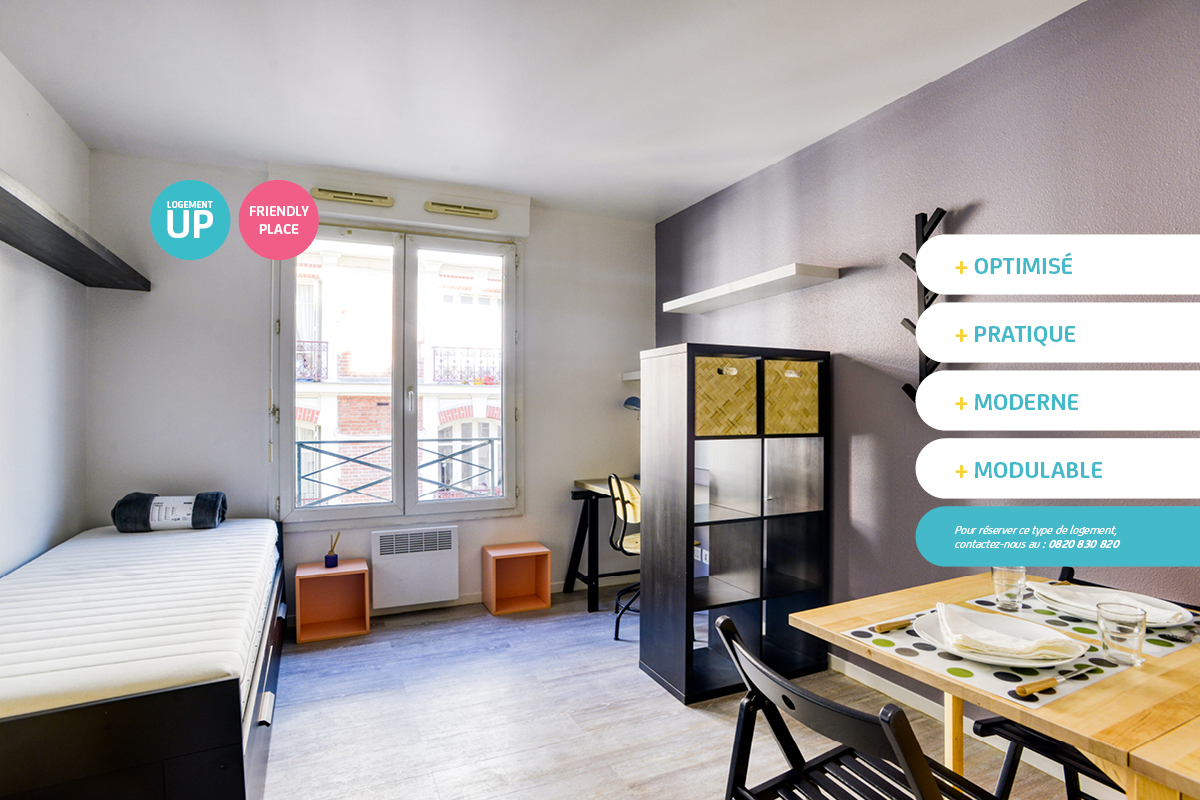 LOGEMENT
UP
FRIENDLY
PLACE
+ OPTIMISÉ
+ PRATIQUE
+ MODERNE
+ MODULABLE
Pour réserver ce type de logement,
contactez-nous au : 0820 830 820